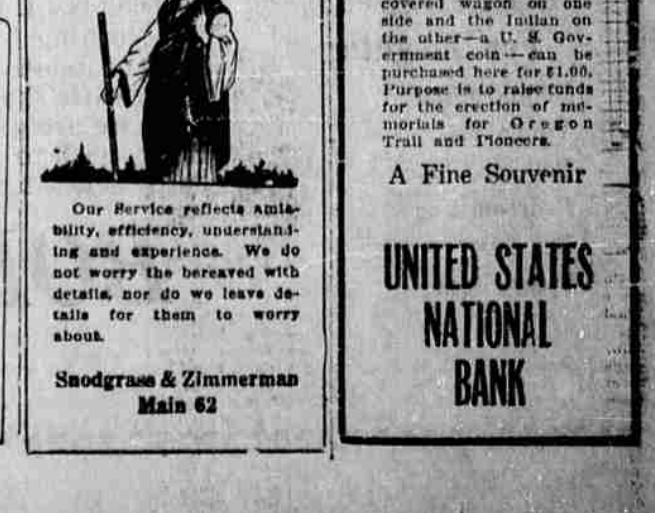 Our Service reflects amia-
bility, efficiency, understand-
ing and experience. We do
not worry the bereaved with
details, nor do we leave de-
tails for them to worry
about.
Snodgrass & Zimmerman
Main 62
covered wagon on one
side and the Indian on
the other—a U. S. Gov-
ernment coin—can be
purchased here for $1.00.
Purpose is to raise funds
for the erection of me-
morials for Oregon
Trail and Pioneers.
A Fine Souvenir
UNITED STATES
NATIONAL
BANK